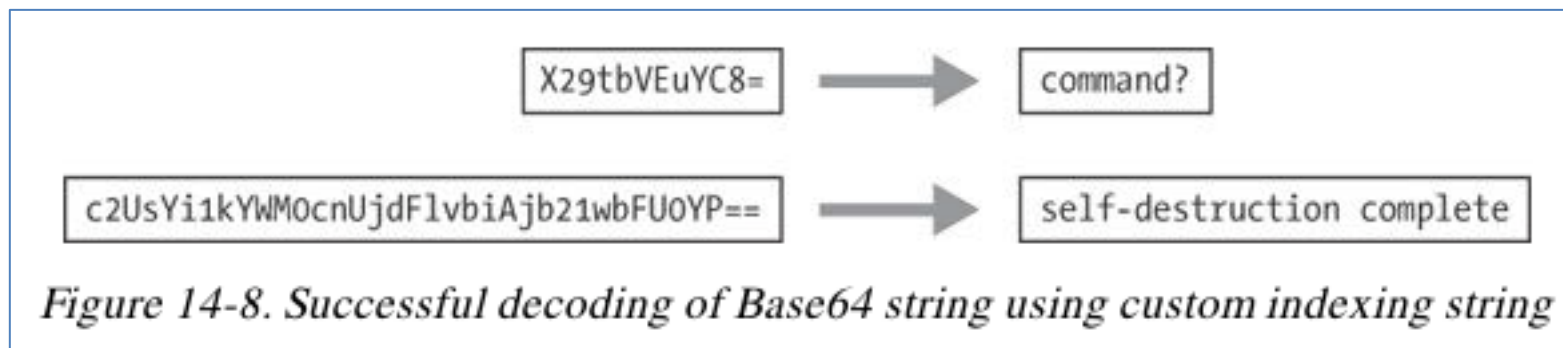 X29tbVEuYC8= command?
c2UsYi1kYWM0cnUjdFlvbiAjb21wbFU0YP== self-destruction complete
Figure 14-8. Successful decoding of Base64 string using custom indexing string